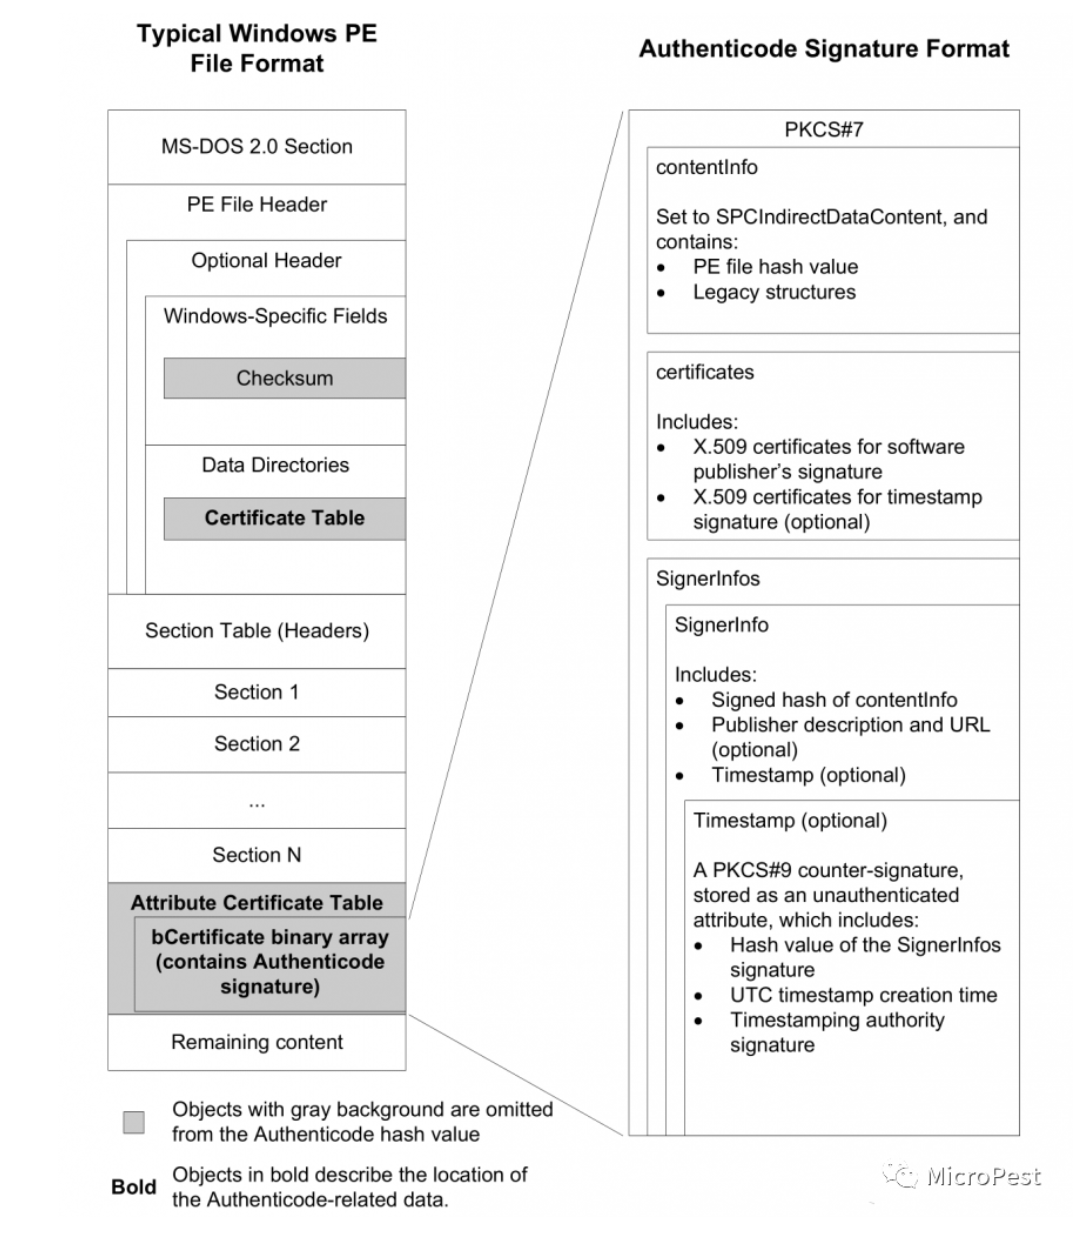 Typical Windows PE
File Format
MS-DOS 2.0 Section
PE File Header
Optional Header
Windows-Specific Fields
Checksum
Data Directories
Certificate Table
Section Table (Headers)
Section 1
Section 2
...
Section N
Attribute Certificate Table
bCertificate binary array
(contains Authenticode
signature)
Remaining content
Objects with gray background are omitted
from the Authenticode hash value
Bold
Objects in bold describe the location of
the Authenticode-related data.
Authenticode Signature Format
PKCS#7
contentInfo
Set to SPCIndirectDataContent, and
contains:
• PE file hash value
• Legacy structures
certificates
Includes:
• X.509 certificates for software
publisher's signature
• X.509 certificates for timestamp
signature (optional)
SignerInfos
SignerInfo
Includes:
• Signed hash of contentInfo
• Publisher description and URL
(optional)
• Timestamp (optional)
Timestamp (optional)
A PKCS#9 counter-signature,
stored as an unauthenticated
attribute, which includes:
• Hash value of the SignerInfos
signature
• UTC timestamp creation time
• Timestamping authority
signature
MicroPest